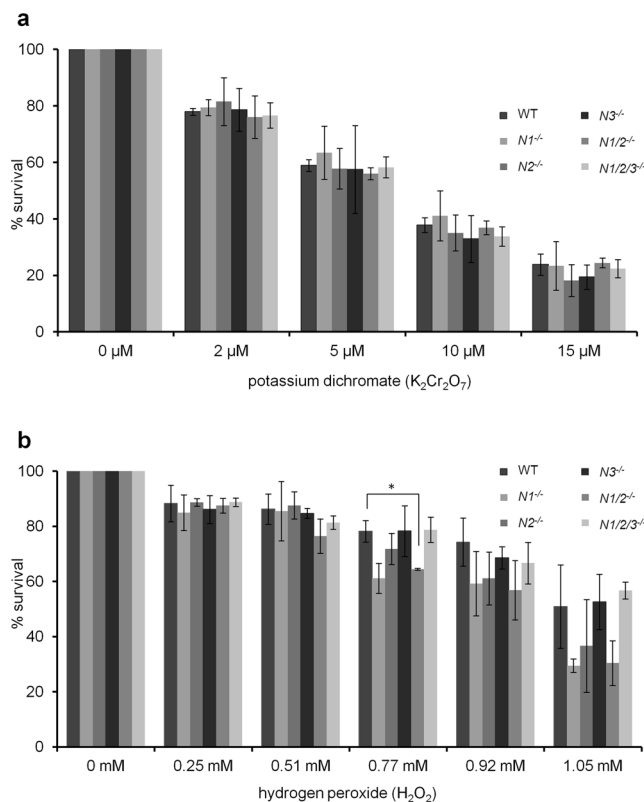 a
100
80
60
40
20
0
% survival
WT
N1-/-
N2-/-
N3-/-
N1/2-/-
N1/2/3-/-
0 µM 2 µM 5 µM 10 µM 15 µM
potassium dichromate (K2Cr2O7)
b
100
80
60
40
20
0
% survival
*
WT
N1-/-
N2-/-
N3-/-
N1/2-/-
N1/2/3-/-
0 mM 0.25 mM 0.51 mM 0.77 mM 0.92 mM 1.05 mM
hydrogen peroxide (H2O2)